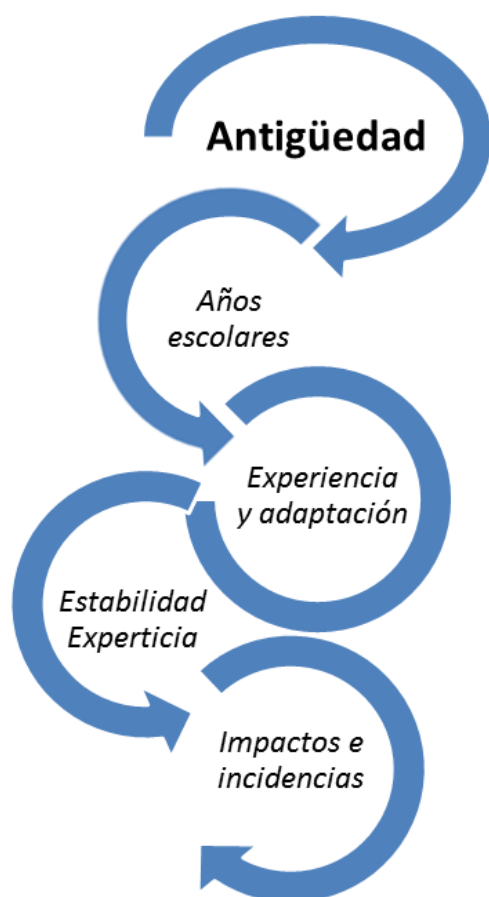 Antigüedad
Años
escolares
Experiencia
y adaptación
Estabilidad
Experticia
Impactos e
incidencias